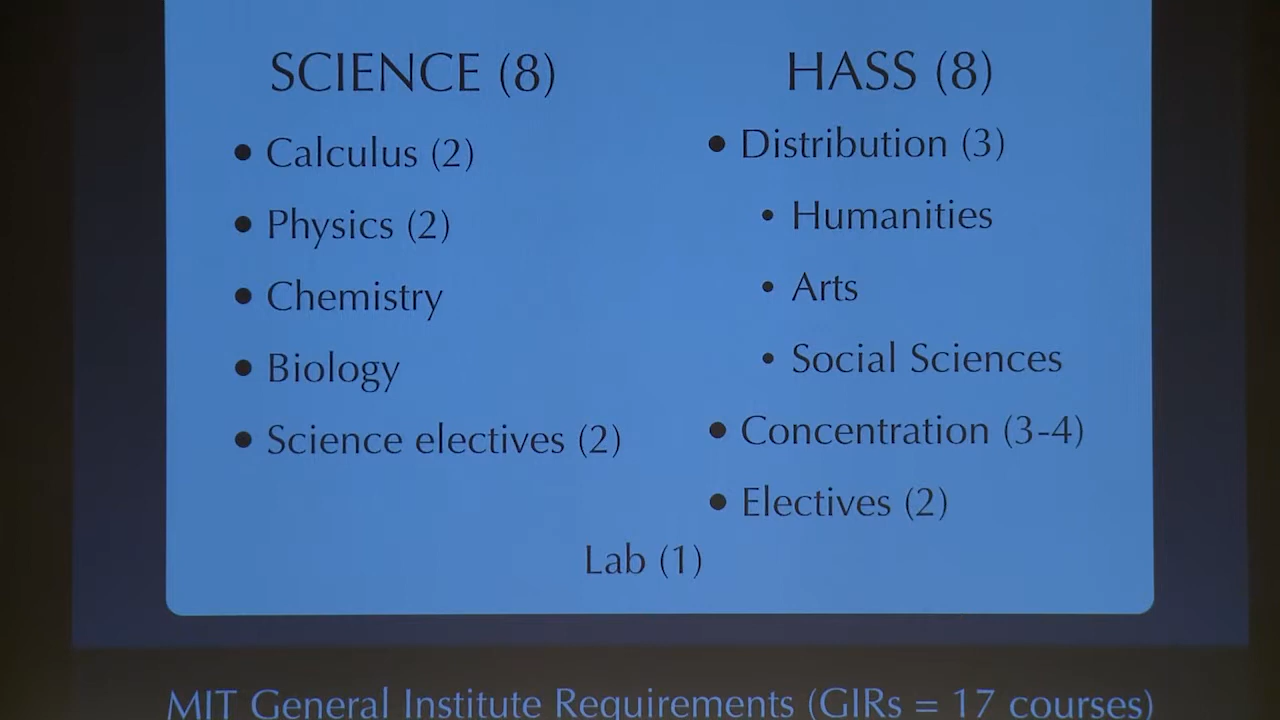 SCIENCE (8)
• Calculus (2)
• Physics (2)
• Chemistry
• Biology
• Science electives (2)
HASS (8)
• Distribution (3)
• Humanities
• Arts
• Social Sciences
• Concentration (3-4)
• Electives (2)
Lab (1)
MIT General Institute Requirements (GIRs = 17 courses)